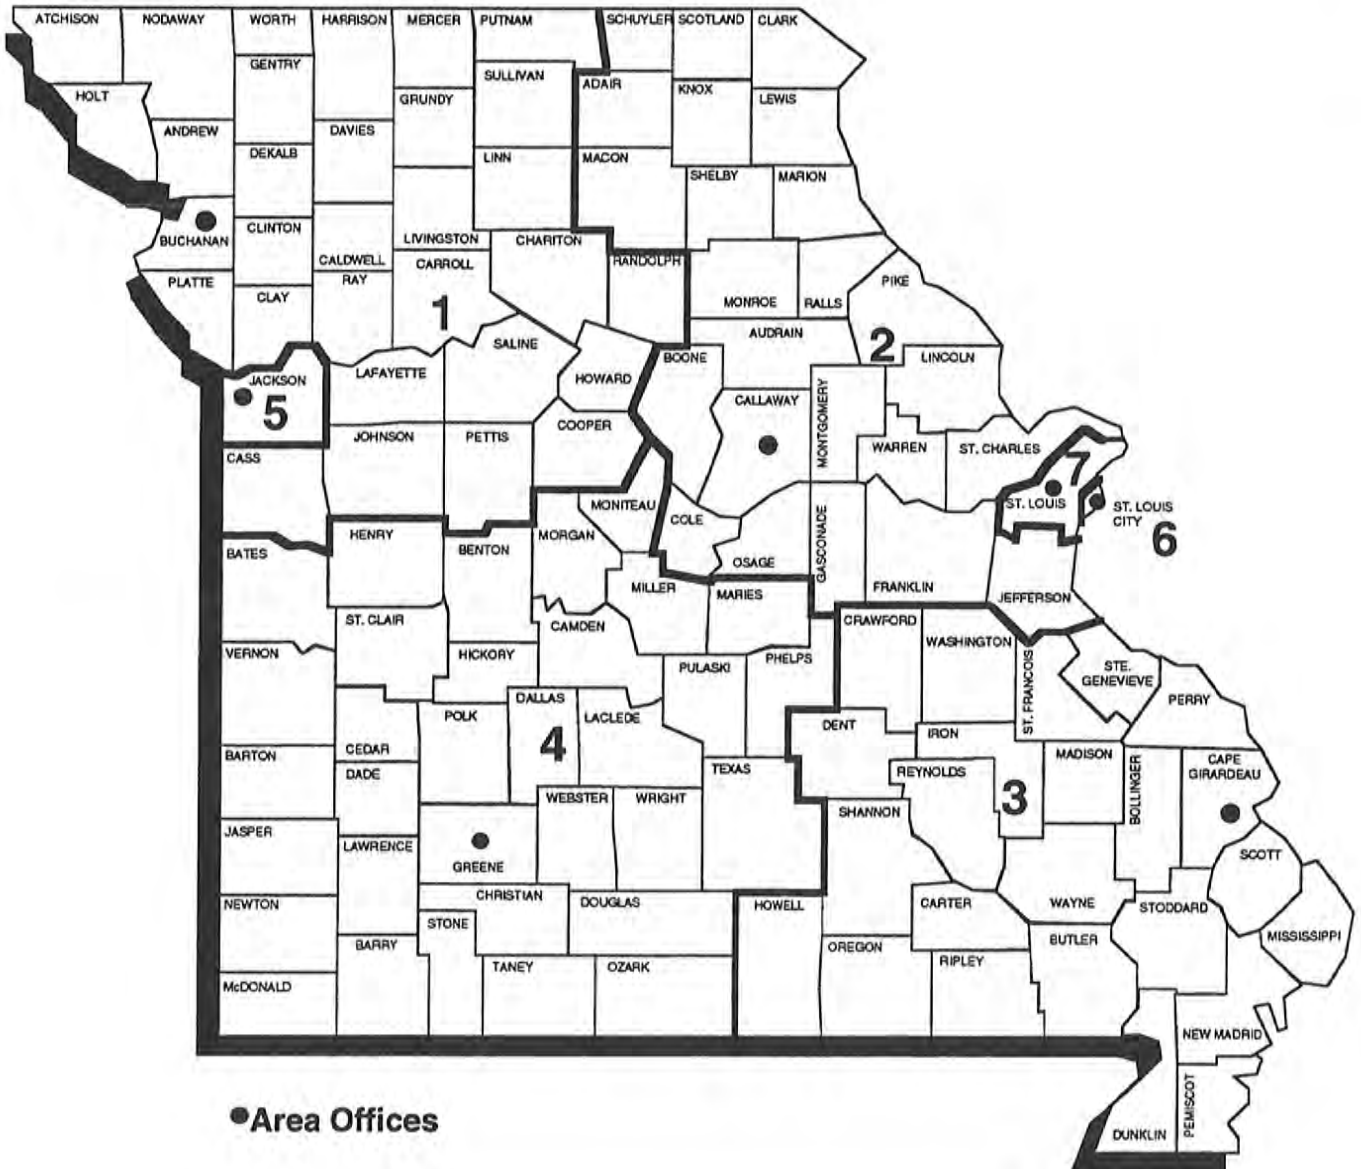 ATCHISON
NODAWAY
WORTH
HARRISON
MERCER
PUTNAM
SCHUYLER
SCOTLAND
CLARK
GENTRY
SULLIVAN
ADAIR
KNOX
LEWIS
HOLT
GRUNDY
ANDREW
DAVIES
DEKALB
LINN
MACON
SHELBY
MARION
BUCHANAN
CLINTON
LIVINGSTON
CHARITON
CALDWELL
CARROLL
RANDOLPH
PLATTE
RAY
CLAY
1
MONROE
RALLS
PIKE
AUDRAIN
SALINE
2
LINCOLN
BOONE
JACKSON
5
LAFAYETTE
HOWARD
CALLAWAY
MONTGOMERY
COOPER
JOHNSON
PETTIS
WARREN
ST. CHARLES
CASS
7
MONITEAU
COLE
ST. LOUIS
ST. LOUIS
CITY
6
GASCONADE
HENRY
MORGAN
BATES
BENTON
OSAGE
MILLER
MARIES
FRANKLIN
JEFFERSON
ST. CLAIR
CAMDEN
CRAWFORD
WASHINGTON
VERNON
HICKORY
PULASKI
PHELPS
ST. FRANCOIS
STE.
GENEVIEVE
PERRY
DALLAS
POLK
LACLEDE
DENT
IRON
4
CEDAR
BARTON
DADE
TEXAS
REYNOLDS
MADISON
BOLLINGER
CAPE
GIRARDEAU
3
WEBSTER
WRIGHT
SHANNON
JASPER
LAWRENCE
GREENE
SCOTT
CHRISTIAN
DOUGLAS
HOWELL
CARTER
WAYNE
STODDARD
NEWTON
STONE
MISSISSIPPI
BARRY
OREGON
BUTLER
TANEY
OZARK
RIPLEY
McDONALD
NEW MADRID
PEMISCOT
DUNKLIN
●Area Offices